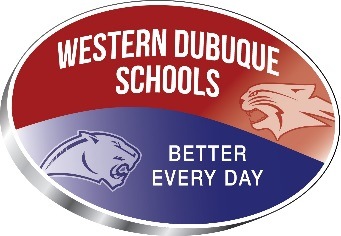 WESTERN DUBUQUE
SCHOOLS
BETTER
EVERY DAY